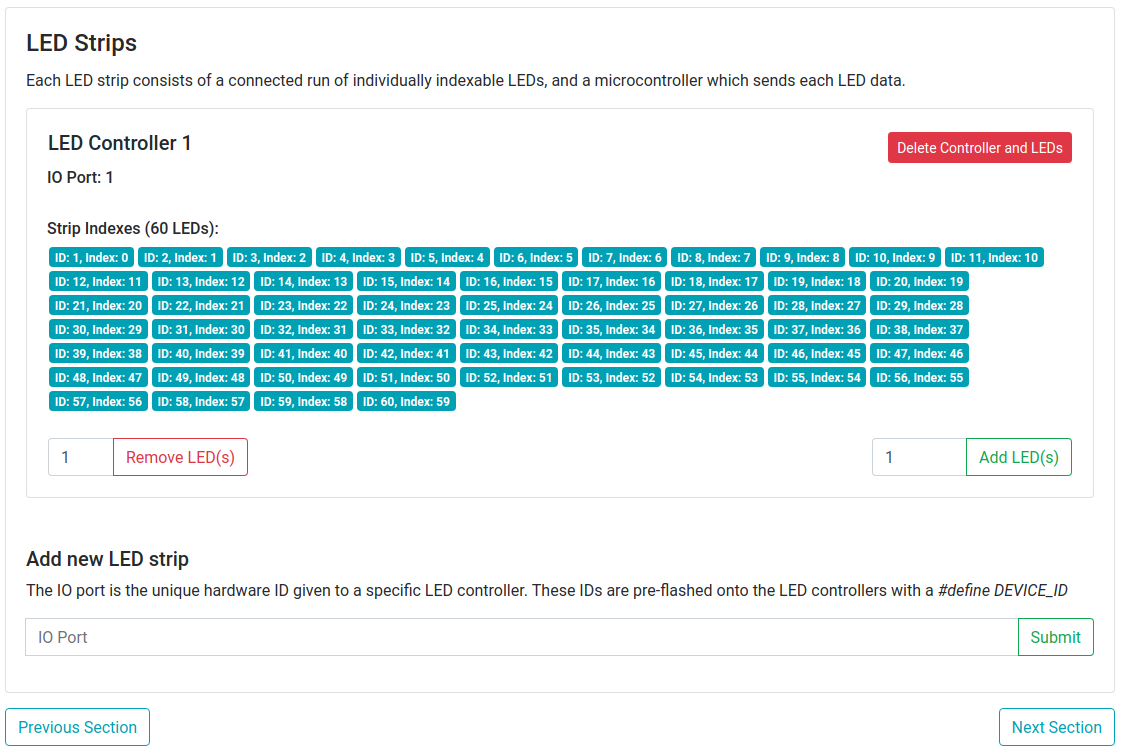 LED Strips
Each LED strip consists of a connected run of individually indexable LEDs, and a microcontroller which sends each LED data.
LED Controller 1
Delete Controller and LEDs
IO Port: 1
Strip Indexes (60 LEDs):
ID: 1, Index: 0 ID: 2, Index: 1 ID: 3, Index: 2 ID: 4, Index: 3 ID: 5, Index: 4 ID: 6, Index: 5 ID: 7, Index: 6 ID: 8, Index: 7 ID: 9, Index: 8 ID: 10, Index: 9 ID: 11, Index: 10
ID: 12, Index: 11 ID: 13, Index: 12 ID: 14, Index: 13 ID: 15, Index: 14 ID: 16, Index: 15 ID: 17, Index: 16 ID: 18, Index: 17 ID: 19, Index: 18 ID: 20, Index: 19
ID: 21, Index: 20 ID: 22, Index: 21 ID: 23, Index: 22 ID: 24, Index: 23 ID: 25, Index: 24 ID: 26, Index: 25 ID: 27, Index: 26 ID: 28, Index: 27 ID: 29, Index: 28
ID: 30, Index: 29 ID: 31, Index: 30 ID: 32, Index: 31 ID: 33, Index: 32 ID: 34, Index: 33 ID: 35, Index: 34 ID: 36, Index: 35 ID: 37, Index: 36 ID: 38, Index: 37
ID: 39, Index: 38 ID: 40, Index: 39 ID: 41, Index: 40 ID: 42, Index: 41 ID: 43, Index: 42 ID: 44, Index: 43 ID: 45, Index: 44 ID: 46, Index: 45 ID: 47, Index: 46
ID: 48, Index: 47 ID: 49, Index: 48 ID: 50, Index: 49 ID: 51, Index: 50 ID: 52, Index: 51 ID: 53, Index: 52 ID: 54, Index: 53 ID: 55, Index: 54 ID: 56, Index: 55
ID: 57, Index: 56 ID: 58, Index: 57 ID: 59, Index: 58 ID: 60, Index: 59
1 Remove LED(s) 1 Add LED(s)
Add new LED strip
The IO port is the unique hardware ID given to a specific LED controller. These IDs are pre-flashed onto the LED controllers with a #define DEVICE_ID
IO Port Submit
Previous Section Next Section